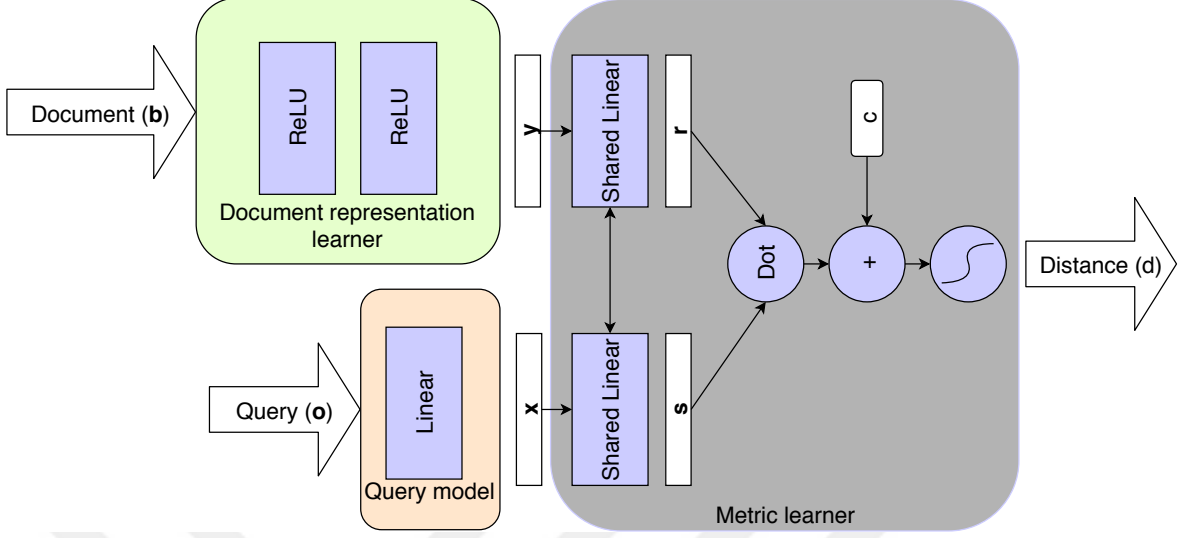 Document (b)
ReLU
ReLU
Document representation
learner
y
Shared Linear
r
c
Dot
+
Distance (d)
Query (o)
Linear
Query model
x
Shared Linear
s
Metric learner